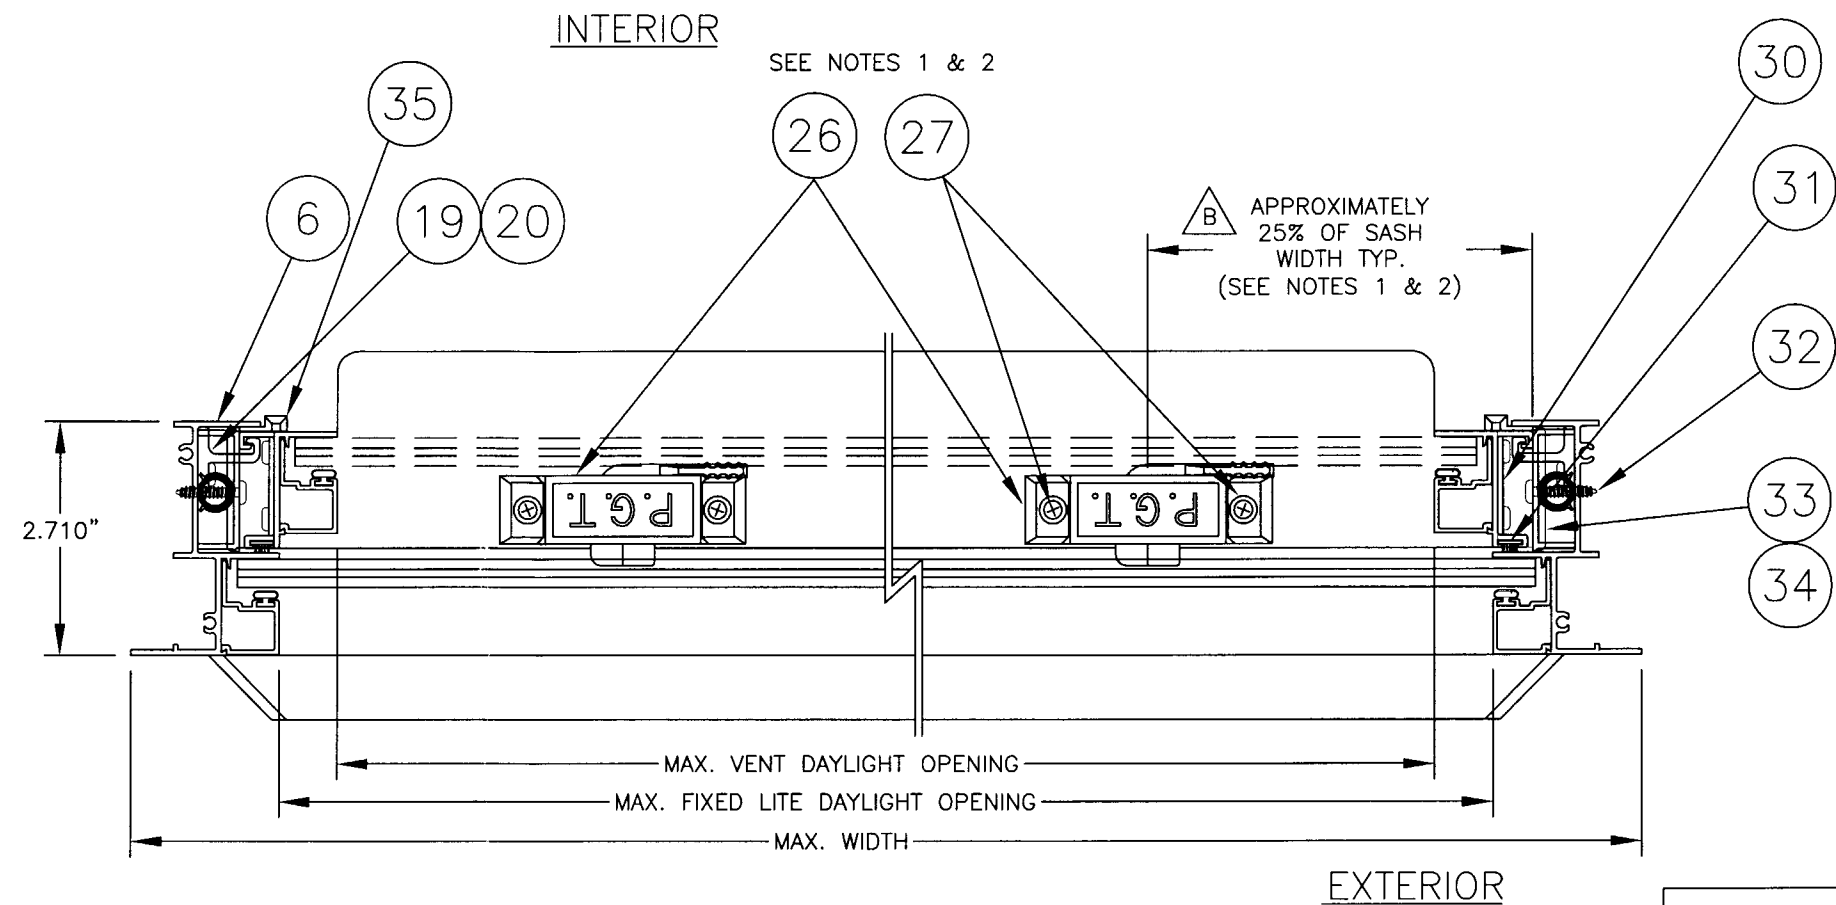 INTERIOR
SEE NOTES 1 & 2
30
35
26
27
31
6
19
20
B
APPROXIMATELY
25% OF SASH
WIDTH TYP.
(SEE NOTES 1 & 2)
32
2.710"
P.G.T.
P.G.T.
33
34
MAX. VENT DAYLIGHT OPENING
MAX. FIXED LITE DAYLIGHT OPENING
MAX. WIDTH
EXTERIOR